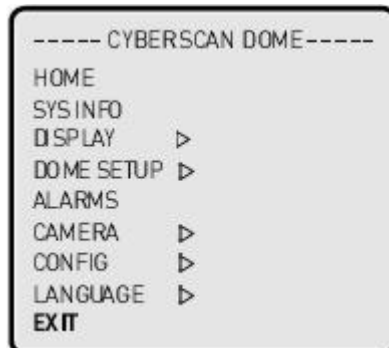 ----- CYBERSCAN DOME-----
HOME
SYS INFO
DISPLAY ▷
DOME SETUP ▷
ALARMS
CAMERA ▷
CONFIG ▷
LANGUAGE ▷
EXIT